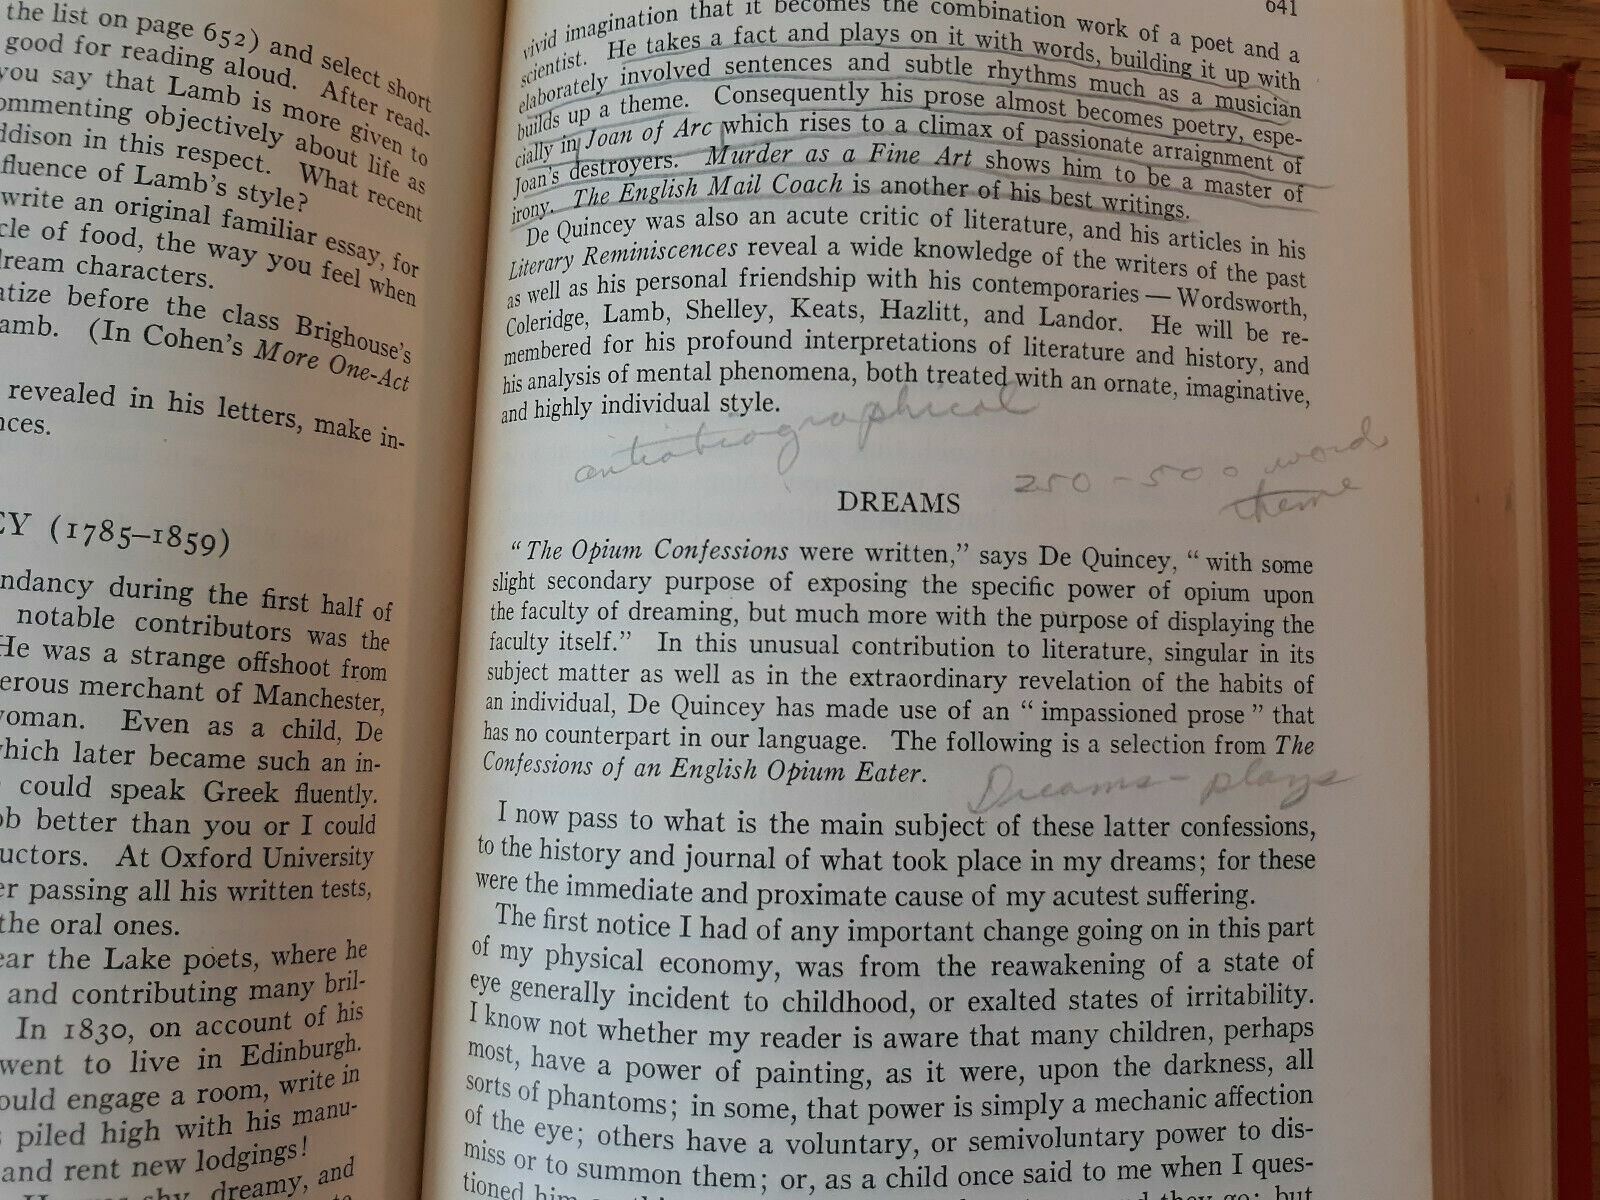 the list on page 652) and select short
good for reading aloud. After read-
you say that Lamb is more given to
ommenting objectively about life as
ddison in this respect. What recent
fluence of Lamb's style?
write an original familiar essay, for
cle of food, the way you feel when
dream characters.
atize before the class Brighouse's
amb. (In Cohen's More One-Act
revealed in his letters, make in-
nces.
EY (1785–1859)
ndancy during the first half of
notable contributors was the
He was a strange offshoot from
erous merchant of Manchester,
woman. Even as a child, De
which later became such an in-
could speak Greek fluently.
ob better than you or I could
uctors. At Oxford University
er passing all his written tests,
the oral ones.
ear the Lake poets, where he
and contributing many bril-
In 1830, on account of his
went to live in Edinburgh.
ould engage a room, write in
s piled high with his manu-
and rent new lodgings!
He was shy, dreamy, and
641
vivid imagination that it becomes the combination work of a poet and a
scientist. He takes a fact and plays on it with words, building it up with
elaborately involved sentences and subtle rhythms much as a musician
builds up a theme. Consequently his prose almost becomes poetry, espe-
cially in Joan of Arc which rises to a climax of passionate arraignment of
Joan's destroyers. Murder as a Fine Art shows him to be a master of
irony. The English Mail Coach is another of his best writings.
De Quincey was also an acute critic of literature, and his articles in his
Literary Reminiscences reveal a wide knowledge of the writers of the past
as well as his personal friendship with his contemporaries — Wordsworth,
Coleridge, Lamb, Shelley, Keats, Hazlitt, and Landor. He will be re-
membered for his profound interpretations of literature and history, and
his analysis of mental phenomena, both treated with an ornate, imaginative,
and highly individual style.
antiobiographical
250 - 500 word
theme
DREAMS
“ The Opium Confessions were written,” says De Quincey, “ with some
slight secondary purpose of exposing the specific power of opium upon
the faculty of dreaming, but much more with the purpose of displaying the
faculty itself.” In this unusual contribution to literature, singular in its
subject matter as well as in the extraordinary revelation of the habits of
an individual, De Quincey has made use of an “ impassioned prose ” that
has no counterpart in our language. The following is a selection from The
Confessions of an English Opium Eater.
Dreams - plays
I now pass to what is the main subject of these latter confessions,
to the history and journal of what took place in my dreams; for these
were the immediate and proximate cause of my acutest suffering.
The first notice I had of any important change going on in this part
of my physical economy, was from the reawakening of a state of
eye generally incident to childhood, or exalted states of irritability.
I know not whether my reader is aware that many children, perhaps
most, have a power of painting, as it were, upon the darkness, all
sorts of phantoms; in some, that power is simply a mechanic affection
of the eye; others have a voluntary, or semivoluntary power to dis-
miss or to summon them; or, as a child once said to me when I ques-
tioned him